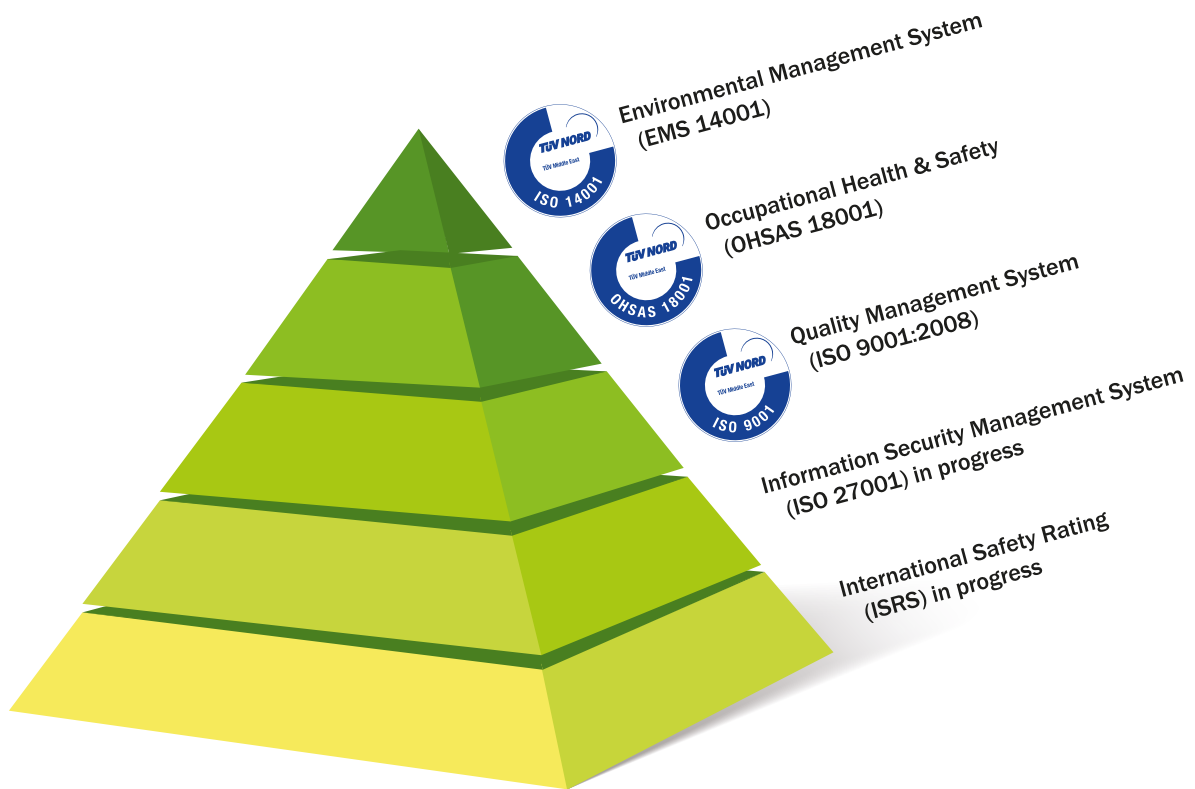 Environmental Management System
(EMS 14001)
TÜV NORD
TÜV Middle East
ISO 14001
Occupational Health & Safety
(OHSAS 18001)
TÜV NORD
TÜV Middle East
OHSAS 18001
Quality Management System
(ISO 9001:2008)
TÜV NORD
TÜV Middle East
ISO 9001
Information Security Management System
(ISO 27001) in progress
International Safety Rating
(ISRS) in progress